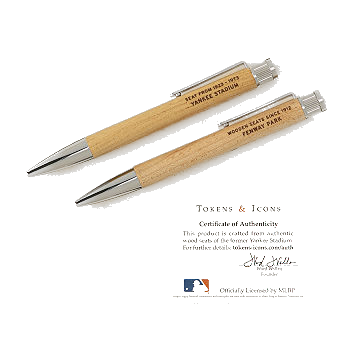 SEAT FROM 1923 - 1973
YANKEE STADIUM
WOODEN SEATS SINCE 1912
FENWAY PARK
TOKENS & ICONS
Certificate of Authenticity
This product is crafted from authentic
wood seats of the former Yankee Stadium.
For further details: tokens-icons.com/auth
Ward Wallau
Founder
Officially Licensed by MLBP